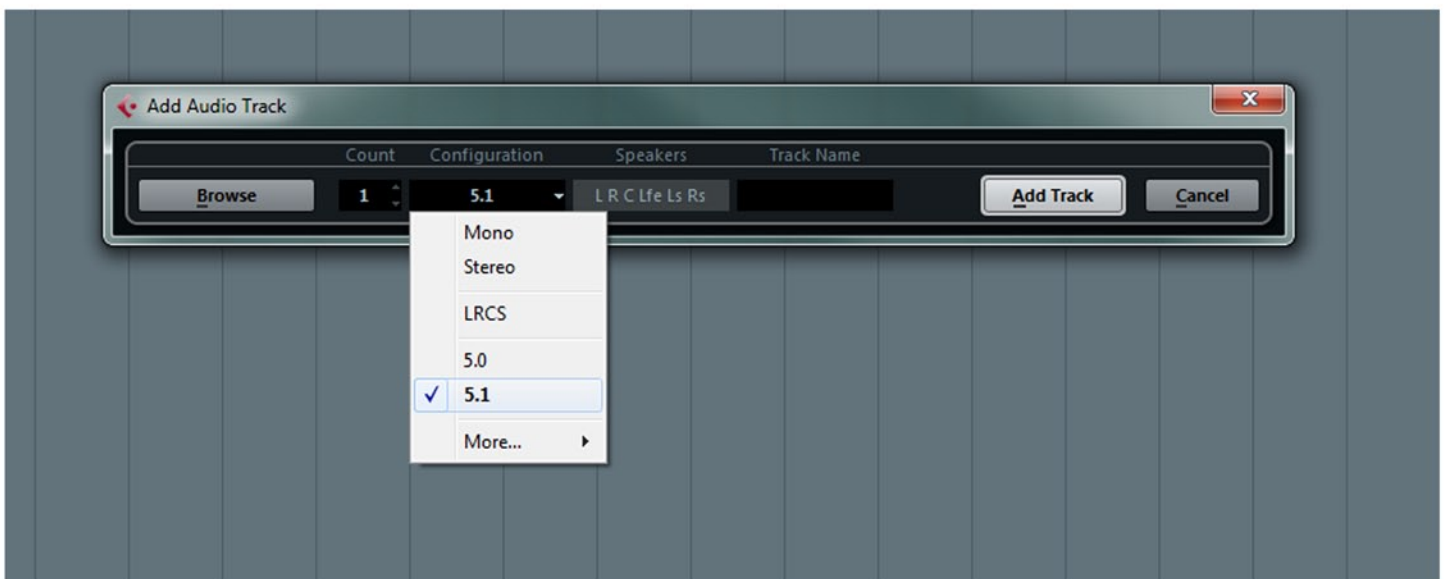 Add Audio Track
Count Configuration Speakers Track Name
Browse 1 5.1 L R C Lfe Ls Rs Add Track Cancel
Mono
Stereo
LRCS
5.0
5.1
More...